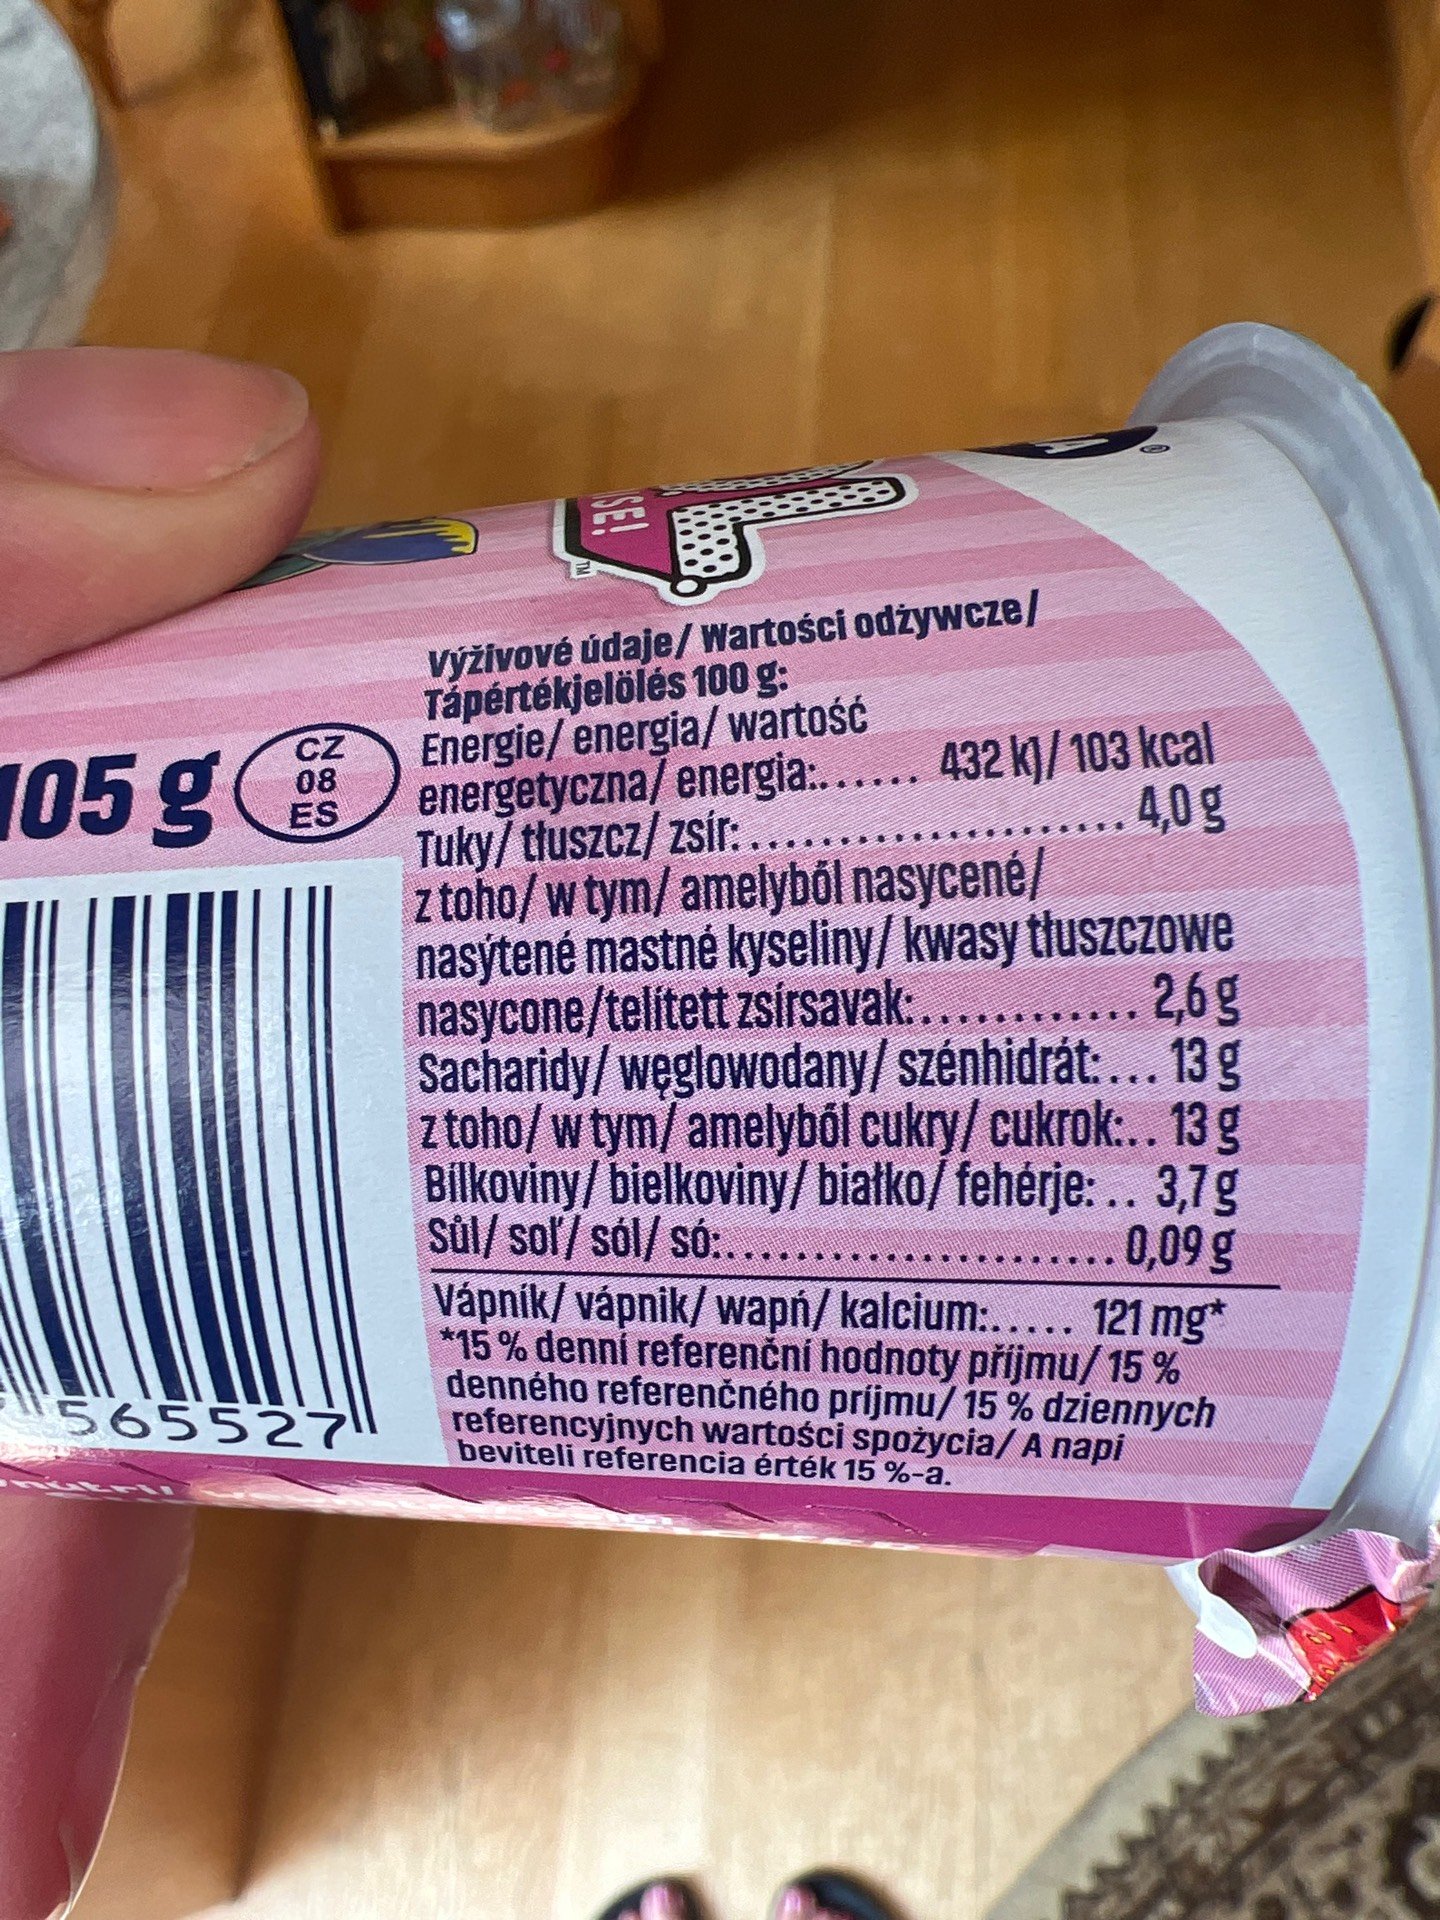 SSE!
TM
®
Výživové údaje/ Wartości odżywcze/
Tápértékjelölés 100 g:
Energie/ energia/ wartość
energetyczna/ energia:...... 432 kJ/ 103 kcal
Tuky/ tłuszcz/ zsír:......................... 4,0 g
z toho/ w tym/ amelyből nasycené/
nasýtené mastné kyseliny/ kwasy tłuszczowe
nasycone/telített zsírsavak:............ 2,6 g
Sacharidy/ węglowodany/ szénhidrát:... 13 g
z toho/ w tym/ amelyből cukry/ cukrok:.. 13 g
Bílkoviny/ bielkoviny/ białko/ fehérje:.. 3,7 g
Sůl/ soľ/ sól/ só:......................... 0,09 g
Vápník/ vápnik/ wapń/ kalcium:..... 121 mg*
*15 % denní referenční hodnoty příjmu/ 15 %
denného referenčného príjmu/ 15 % dziennych
referencyjnych wartości spożycia/ A napi
beviteli referencia érték 15 %-a.
105 g
CZ
08
ES
565527